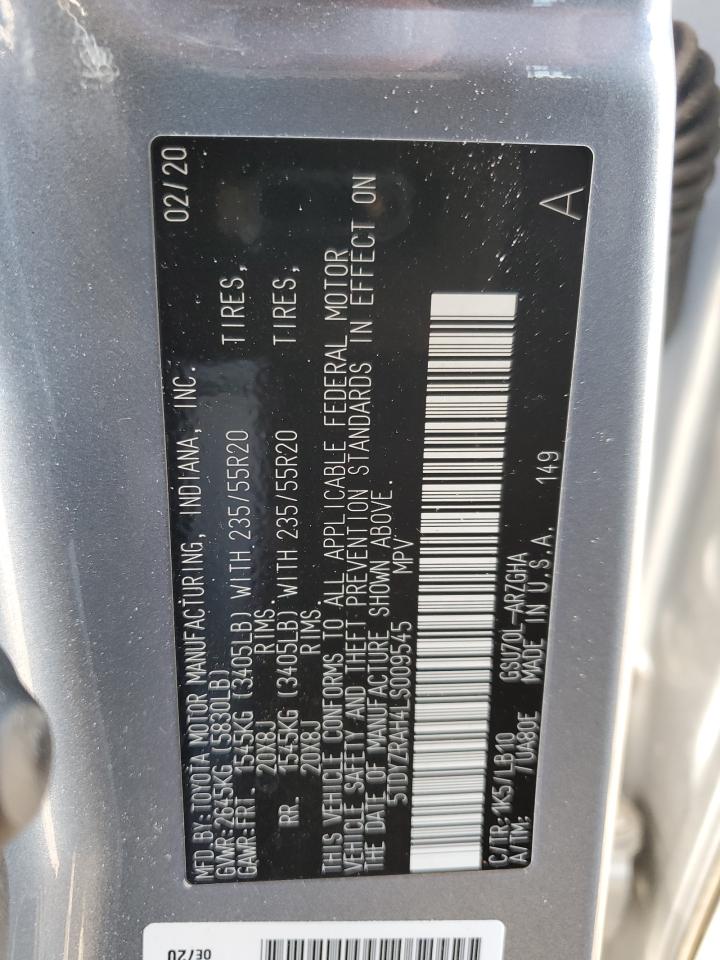 MFD.BY:TOYOTA MOTOR MANUFACTURING, INDIANA, INC. 02/20
GVWR:2645KG(5830LB)
GAWR:FRT. 1545KG(3405LB) WITH 235/55R20 TIRES,
20X8J RIMS.
RR. 1545KG(3405LB) WITH 235/55R20 TIRES,
20X8J RIMS.
THIS VEHICLE CONFORMS TO ALL APPLICABLE FEDERAL MOTOR
VEHICLE SAFETY AND THEFT PREVENTION STANDARDS IN EFFECT ON
THE DATE OF MANUFACTURE SHOWN ABOVE.
5TDYZRAH4LS009545 MPV
C/TR:1K5/LB10 GSU70L-ARZGHA
A/TM: /UA80E MADE IN U.S.A. 149
A